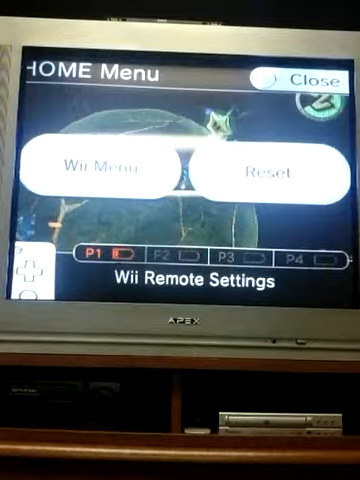 HOME Menu
Close
Wii Menu
Reset
P1 P2 P3 P4
Wii Remote Settings
APEX